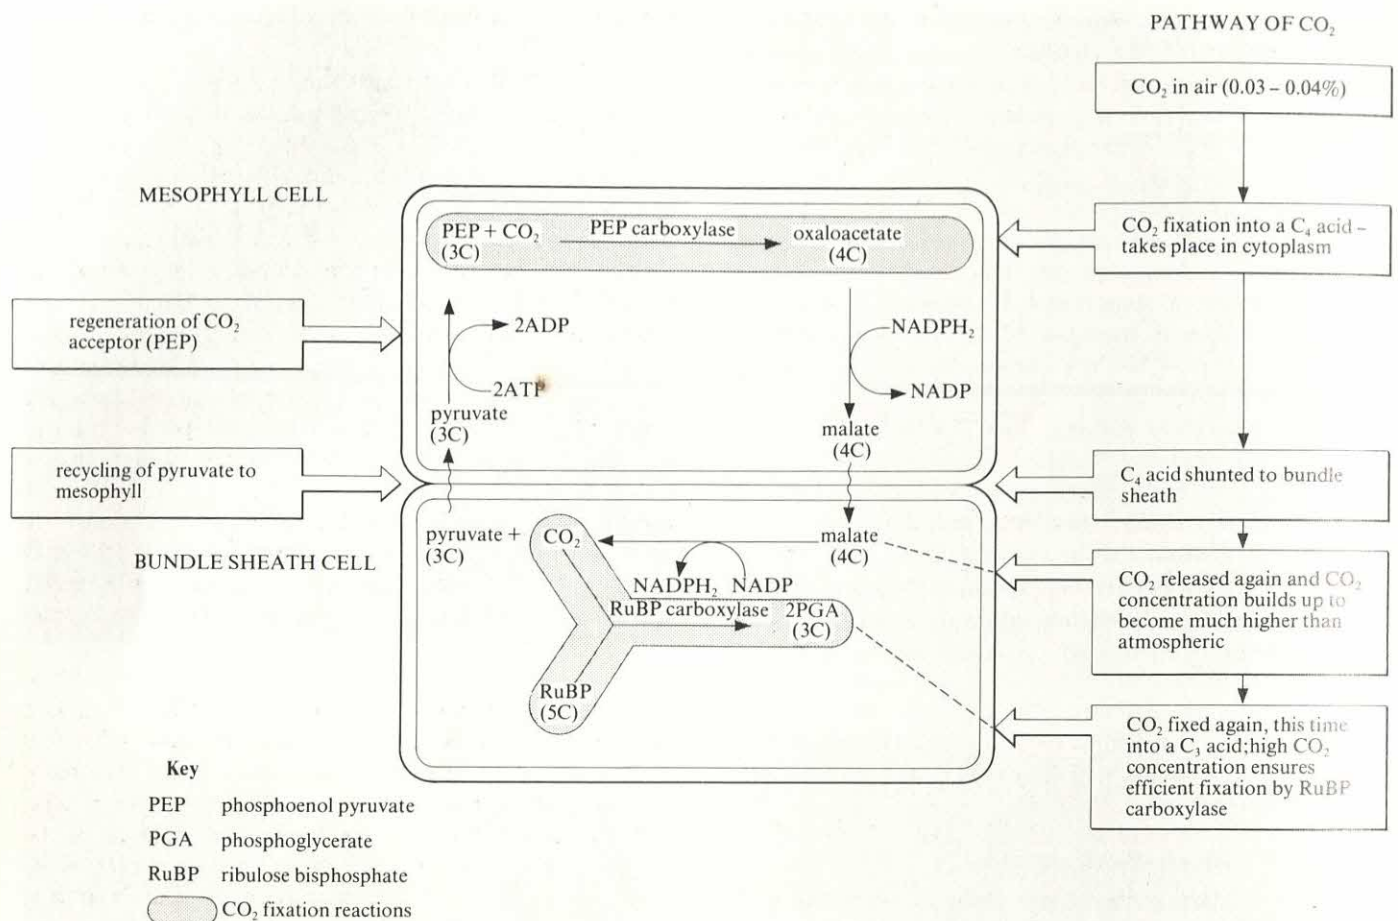 PATHWAY OF CO₂
CO₂ in air (0.03 – 0.04%)
MESOPHYLL CELL
PEP + CO₂
(3C)
PEP carboxylase
oxaloacetate
(4C)
CO₂ fixation into a C₄ acid –
takes place in cytoplasm
regeneration of CO₂
acceptor (PEP)
2ADP
2ATP
pyruvate
(3C)
NADPH₂
NADP
malate
(4C)
recycling of pyruvate to
mesophyll
C₄ acid shunted to bundle
sheath
BUNDLE SHEATH CELL
pyruvate +
(3C)
CO₂
malate
(4C)
NADPH₂ NADP
RuBP carboxylase
2PGA
(3C)
RuBP
(5C)
CO₂ released again and CO₂
concentration builds up to
become much higher than
atmospheric
CO₂ fixed again, this time
into a C₃ acid; high CO₂
concentration ensures
efficient fixation by RuBP
carboxylase
Key
PEP phosphoenol pyruvate
PGA phosphoglycerate
RuBP ribulose bisphosphate
CO₂ fixation reactions